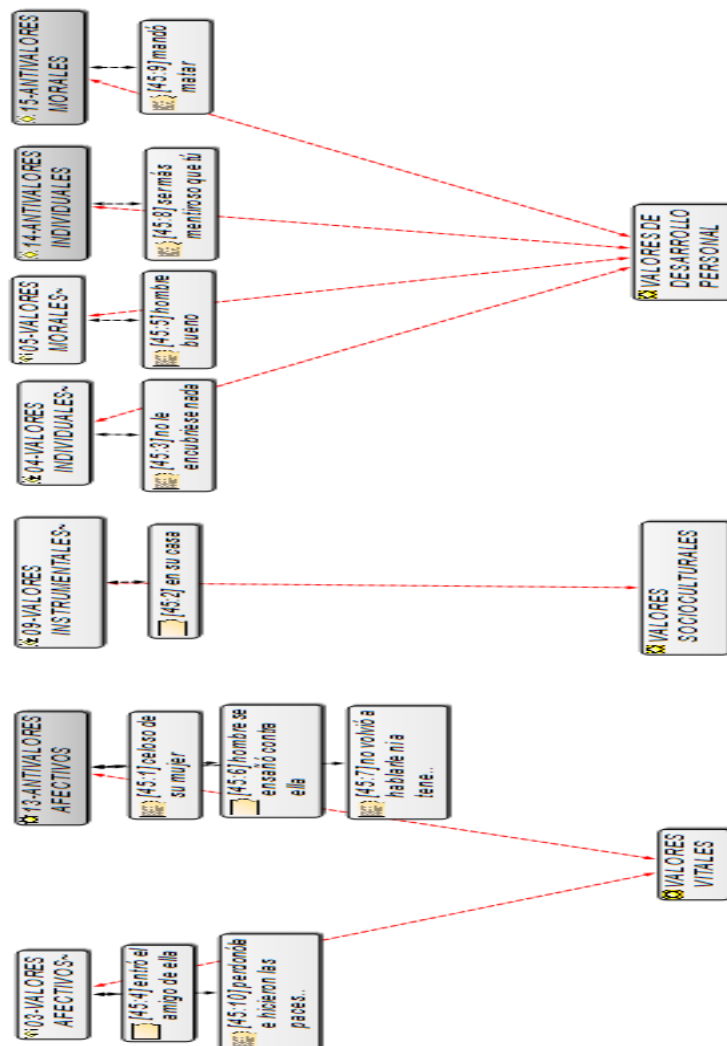 03-VALORES
AFECTIVOS~
[45:4] entró el
amigo de ella
[45:10] perdonóla
e hicieron las
paces..
13-ANTIVALORES
AFECTIVOS
[45:1] celoso de
su mujer
[45:6] hombre se
ensañó contra
ella
[45:7] no volvió a
hablade ni a
tene..
VALORES
VITALES
09-VALORES
INSTRUMENTALES~
[45:2] en su casa
VALORES
SOCIOCULTURALES
04-VALORES
INDIVIDUALES~
[45:3] no le
encubriese nada
05-VALORES
MORALES~
[45:5] hombre
bueno
14-ANTIVALORES
INDIVIDUALES
[45:8] ser más
mentiroso que tú
15-ANTIVALORES
MORALES
[45:9] mandó
matar
VALORES DE
DESARROLLO
PERSONAL